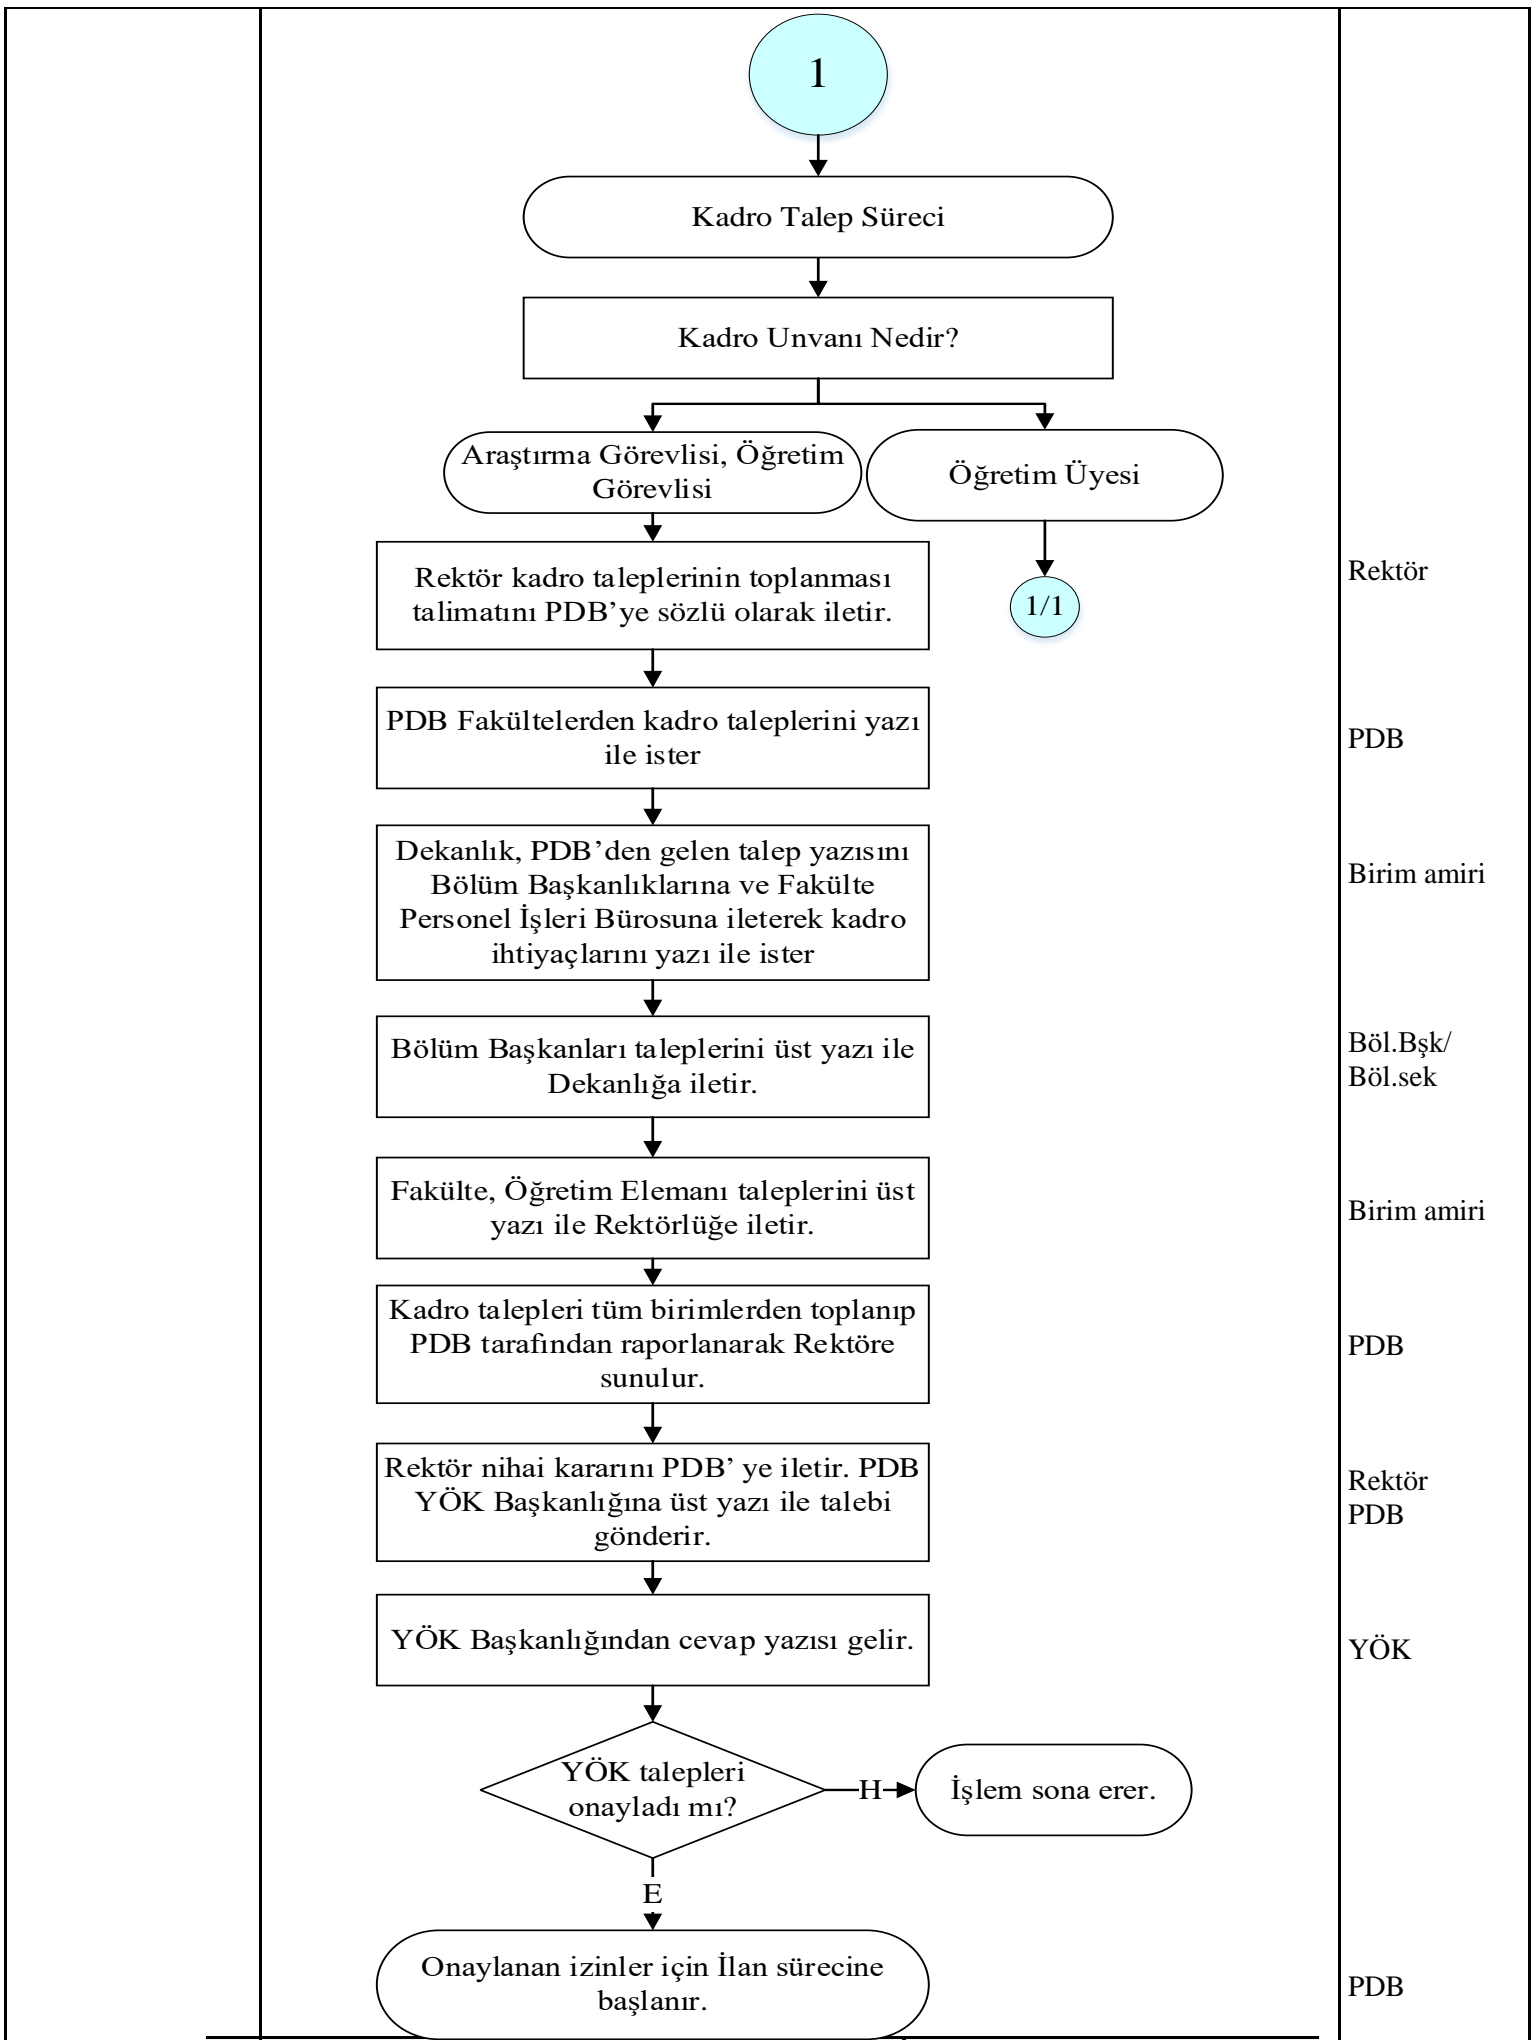 1
Kadro Talep Süreci
Kadro Unvanı Nedir?
Araştırma Görevlisi, Öğretim
Görevlisi
Öğretim Üyesi
Rektör kadro taleplerinin toplanması
talimatını PDB’ye sözlü olarak iletir.
Rektör
1/1
PDB Fakültelerden kadro taleplerini yazı
ile ister
PDB
Dekanlık, PDB’den gelen talep yazısını
Bölüm Başkanlıklarına ve Fakülte
Personel İşleri Bürosuna ileterek kadro
ihtiyaçlarını yazı ile ister
Birim amiri
Bölüm Başkanları taleplerini üst yazı ile
Dekanlığa iletir.
Böl.Bşk/
Böl.sek
Fakülte, Öğretim Elemanı taleplerini üst
yazı ile Rektörlüğe iletir.
Birim amiri
Kadro talepleri tüm birimlerden toplanıp
PDB tarafından raporlanarak Rektöre
sunulur.
PDB
Rektör nihai kararını PDB’ ye iletir. PDB
YÖK Başkanlığına üst yazı ile talebi
gönderir.
Rektör
PDB
YÖK Başkanlığından cevap yazısı gelir.
YÖK
YÖK talepleri
onayladı mı?
H
İşlem sona erer.
E
Onaylanan izinler için İlan sürecine
başlanır.
PDB